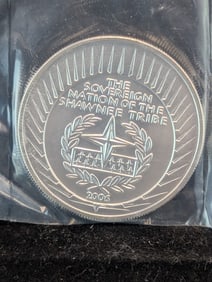 THE
SOVEREIGN
NATION OF THE
SHAWNEE TRIBE
2006